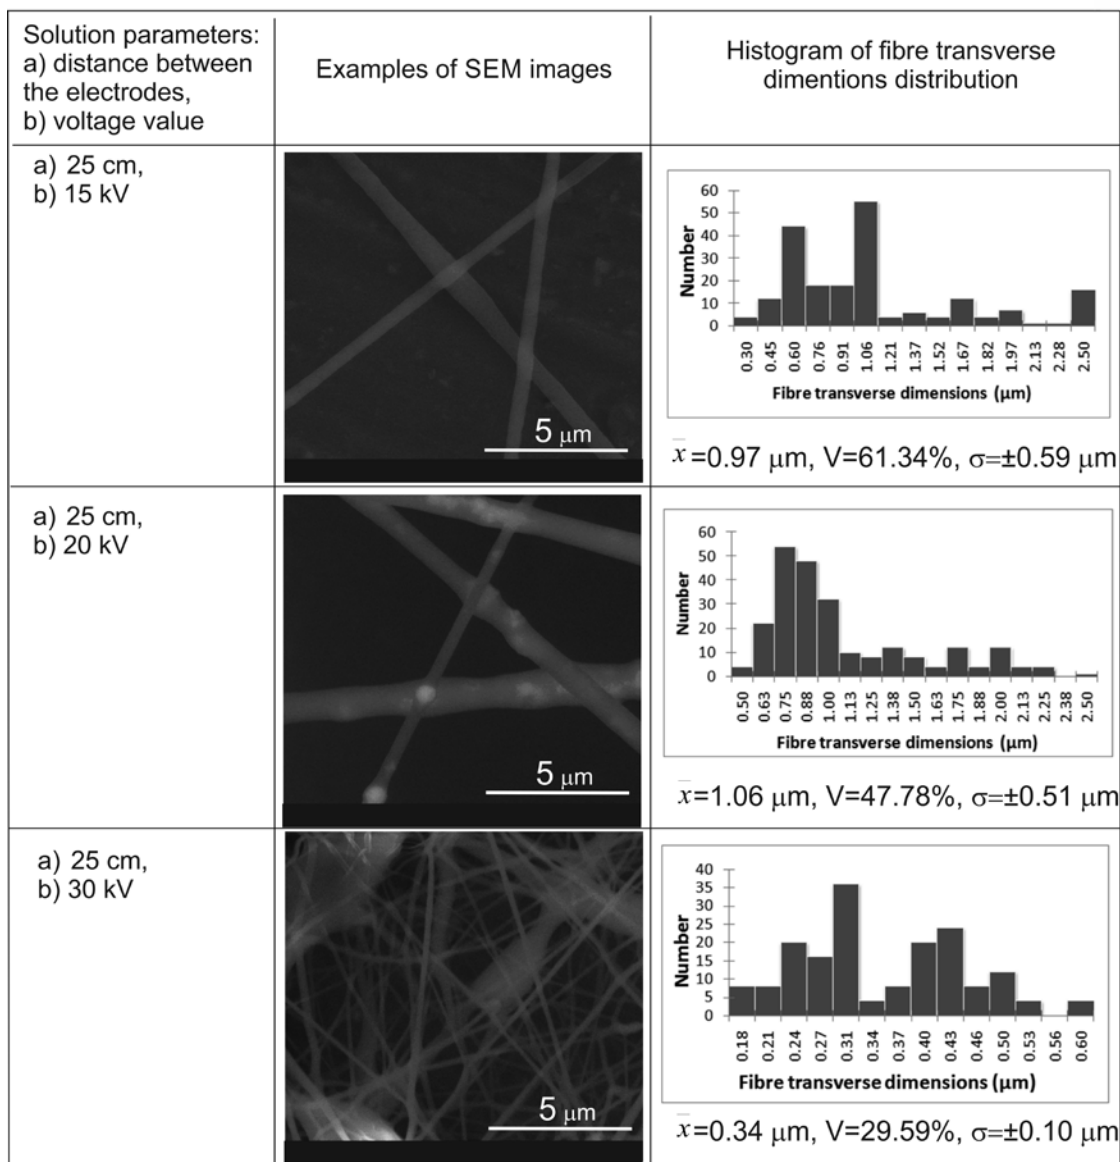 Solution parameters:
a) distance between
the electrodes,
b) voltage value
Examples of SEM images
Histogram of fibre transverse
dimentions distribution
a) 25 cm,
b) 15 kV
5 μm
60
50
40
30
20
10
0
Number
0.30 0.45 0.60 0.76 0.91 1.06 1.21 1.37 1.52 1.67 1.82 1.97 2.13 2.28 2.50
Fibre transverse dimensions (μm)
x̄=0.97 μm, V=61.34%, σ=±0.59 μm
a) 25 cm,
b) 20 kV
5 μm
60
50
40
30
20
10
0
Number
0.50 0.63 0.75 0.88 1.00 1.13 1.25 1.38 1.50 1.63 1.75 1.88 2.00 2.13 2.25 2.38 2.50
Fibre transverse dimensions (μm)
x̄=1.06 μm, V=47.78%, σ=±0.51 μm
a) 25 cm,
b) 30 kV
5 μm
40
35
30
25
20
15
10
5
0
Number
0.18 0.21 0.24 0.27 0.31 0.34 0.37 0.40 0.43 0.46 0.50 0.53 0.56 0.60
Fibre transverse dimensions (μm)
x̄=0.34 μm, V=29.59%, σ=±0.10 μm